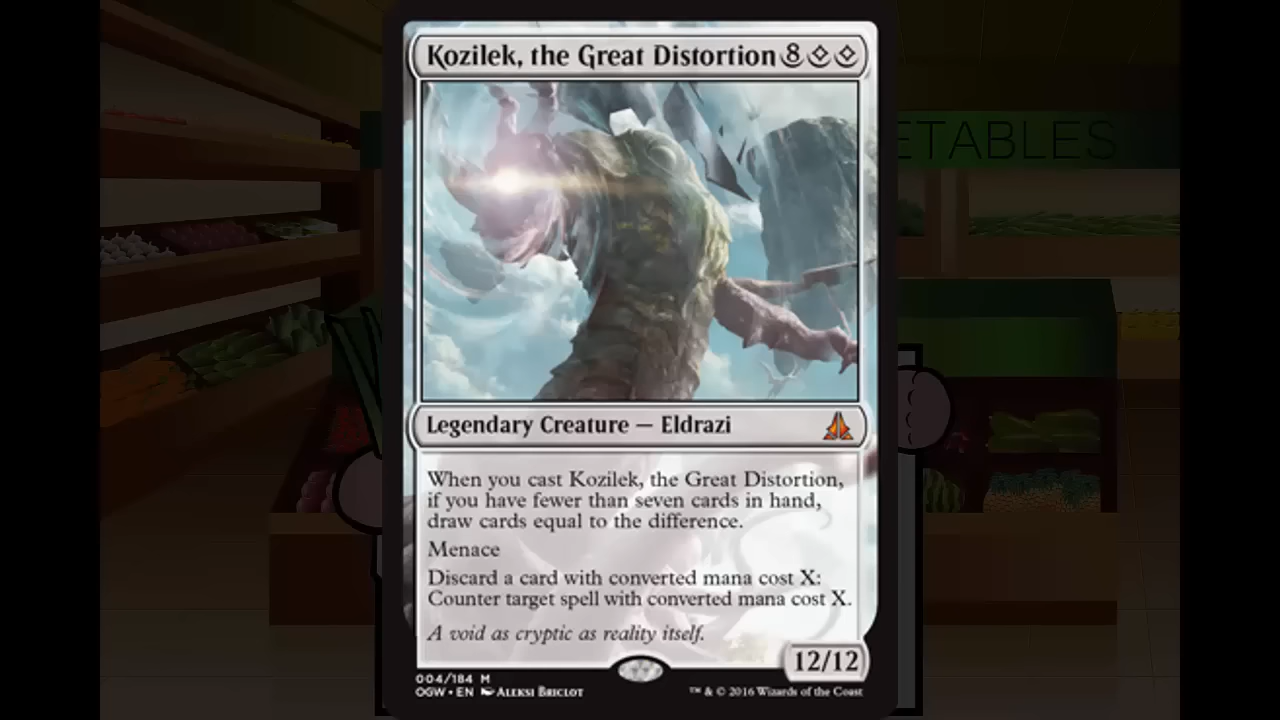 Kozilek, the Great Distortion 8
ETABLES
Legendary Creature — Eldrazi
When you cast Kozilek, the Great Distortion,
if you have fewer than seven cards in hand,
draw cards equal to the difference.
Menace
Discard a card with converted mana cost X:
Counter target spell with converted mana cost X.
A void as cryptic as reality itself.
12/12
004/184 M
OGW • EN Aleksi Briclot
™ & © 2016 Wizards of the Coast